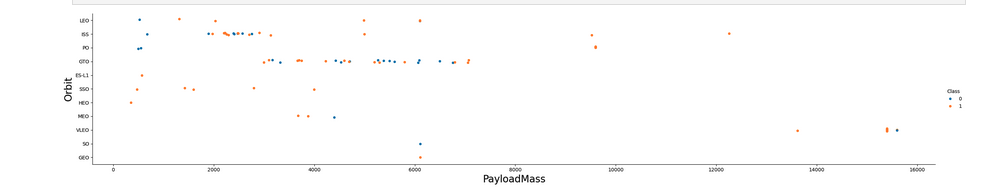 LEO
ISS
PO
GTO
ES-L1
SSO
HEO
MEO
VLEO
SO
GEO
Orbit
0 2000 4000 6000 8000 10000 12000 14000 16000
PayloadMass
Class
0
1